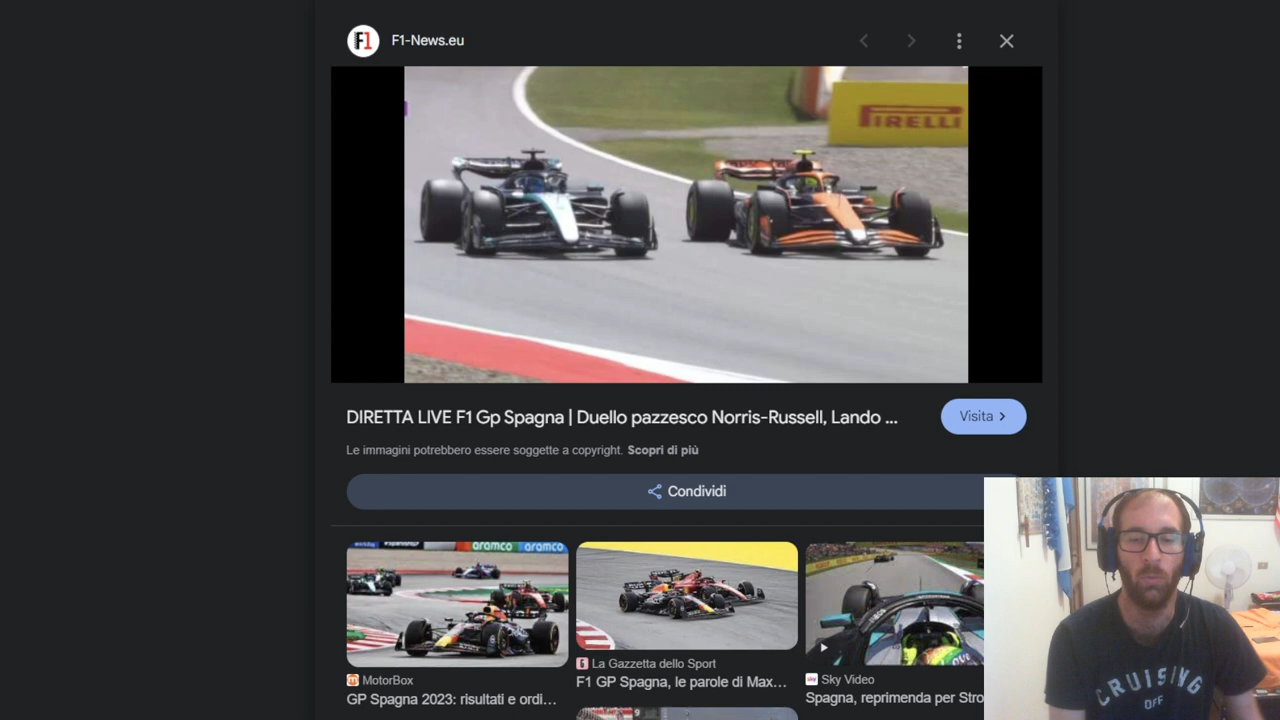 F1 F1-News.eu
PIRELLI
DIRETTA LIVE F1 Gp Spagna | Duello pazzesco Norris-Russell, Lando ...
Visita
Le immagini potrebbero essere soggette a copyright. Scopri di più
Condividi
aramco aramco
MotorBox
GP Spagna 2023: risultati e ordi...
G La Gazzetta dello Sport
F1 GP Spagna, le parole di Max...
sky Sky Video
Spagna, reprimenda per Stro
CRUISING
OFF